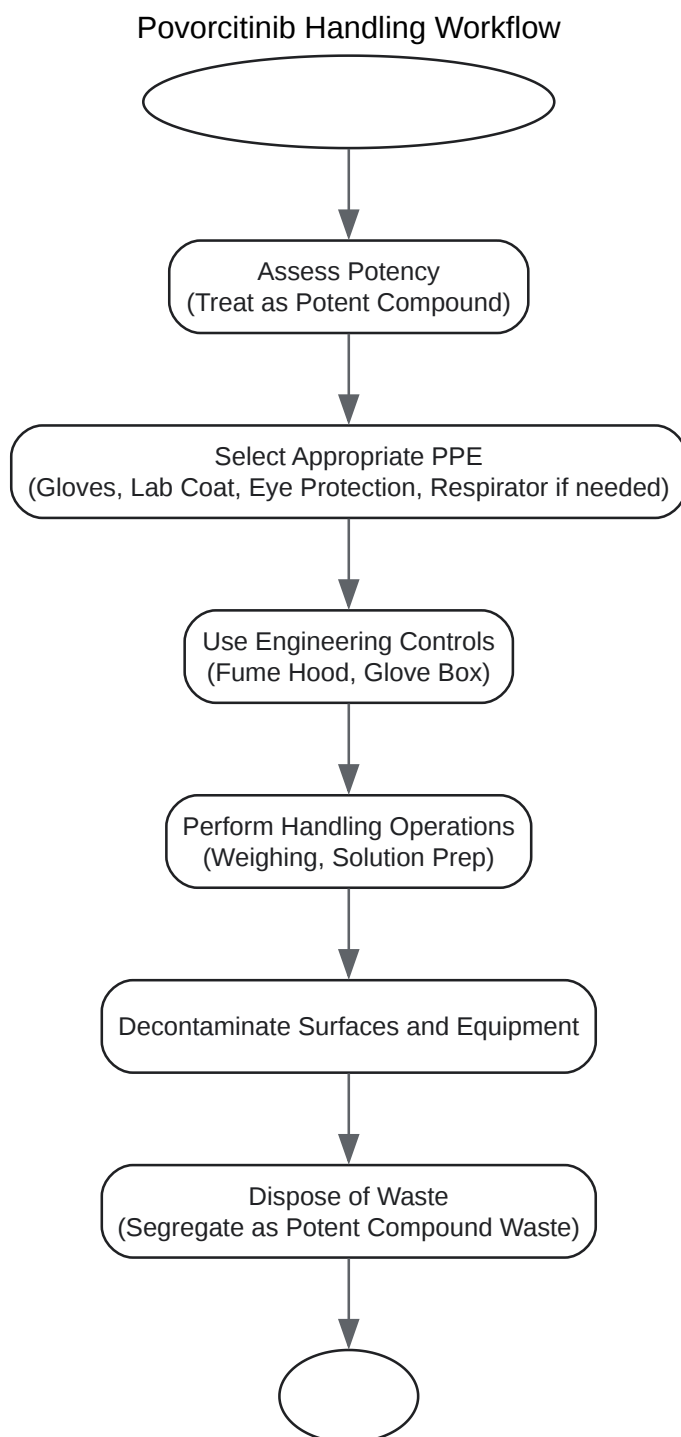 Povorcitinib Handling Workflow
Assess Potency
(Treat as Potent Compound)
Select Appropriate PPE
(Gloves, Lab Coat, Eye Protection, Respirator if needed)
Use Engineering Controls
(Fume Hood, Glove Box)
Perform Handling Operations
(Weighing, Solution Prep)
Decontaminate Surfaces and Equipment
Dispose of Waste
(Segregate as Potent Compound Waste)